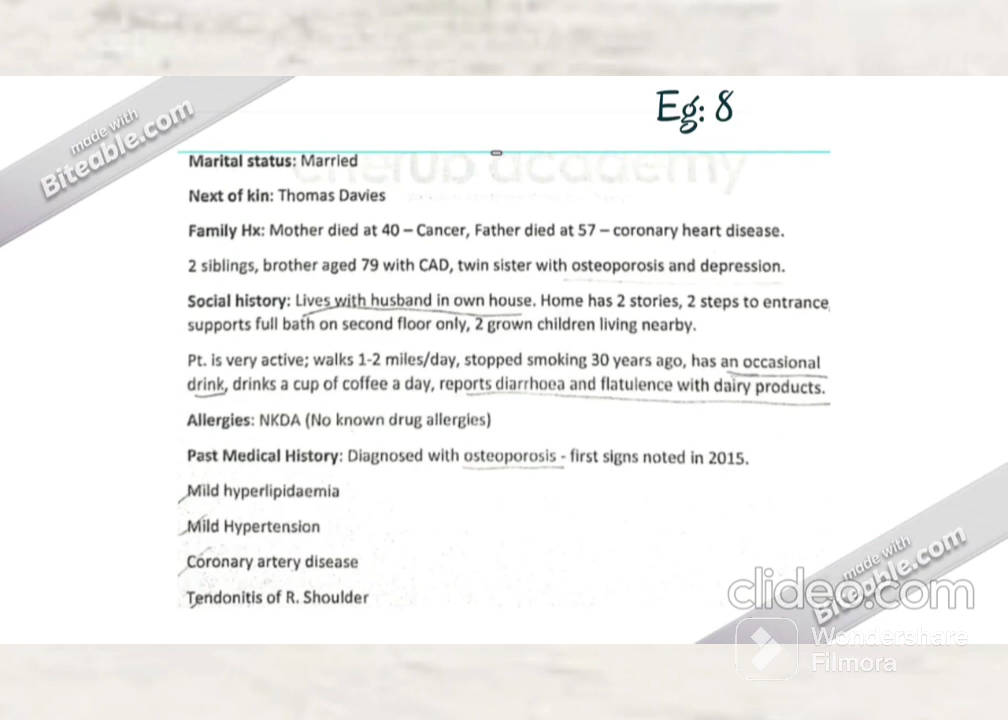 Eg: 8
made with
Biteable.com
cherub academy
Marital status: Married
Next of kin: Thomas Davies
Family Hx: Mother died at 40 – Cancer, Father died at 57 – coronary heart disease.
2 siblings, brother aged 79 with CAD, twin sister with osteoporosis and depression.
Social history: Lives with husband in own house. Home has 2 stories, 2 steps to entrance
supports full bath on second floor only, 2 grown children living nearby.
Pt. is very active; walks 1-2 miles/day, stopped smoking 30 years ago, has an occasional
drink, drinks a cup of coffee a day, reports diarrhoea and flatulence with dairy products.
Allergies: NKDA (No known drug allergies)
Past Medical History: Diagnosed with osteoporosis - first signs noted in 2015.
Mild hyperlipidaemia
Mild Hypertension
Coronary artery disease
Tendonitis of R. Shoulder
made with
Biteable.com
clideo.com
Wondershare
Filmora